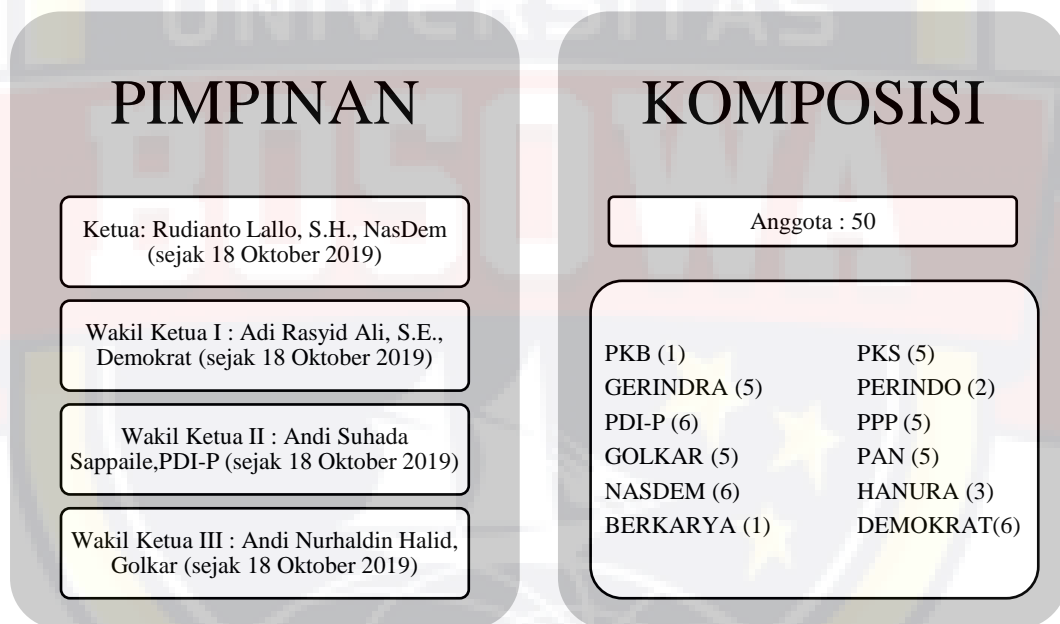 UNIVERSITAS
BOSOWA
PIMPINAN
Ketua: Rudianto Lallo, S.H., NasDem
(sejak 18 Oktober 2019)
Wakil Ketua I : Adi Rasyid Ali, S.E.,
Demokrat (sejak 18 Oktober 2019)
Wakil Ketua II : Andi Suhada
Sappaile,PDI-P (sejak 18 Oktober 2019)
Wakil Ketua III : Andi Nurhaldin Halid,
Golkar (sejak 18 Oktober 2019)
KOMPOSISI
Anggota : 50
PKB (1)
GERINDRA (5)
PDI-P (6)
GOLKAR (5)
NASDEM (6)
BERKARYA (1)
PKS (5)
PERINDO (2)
PPP (5)
PAN (5)
HANURA (3)
DEMOKRAT(6)